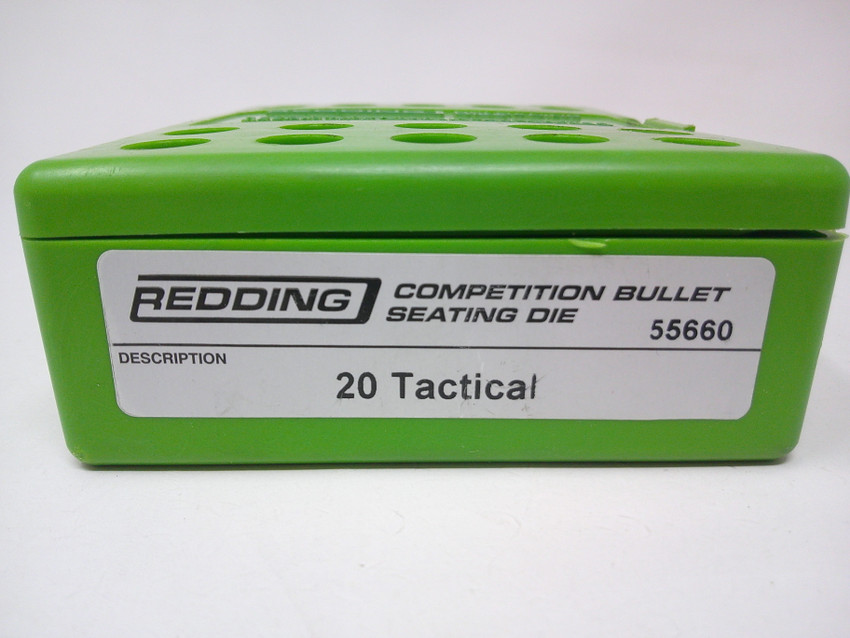 REDDING
COMPETITION BULLET
SEATING DIE
55660
DESCRIPTION
20 Tactical